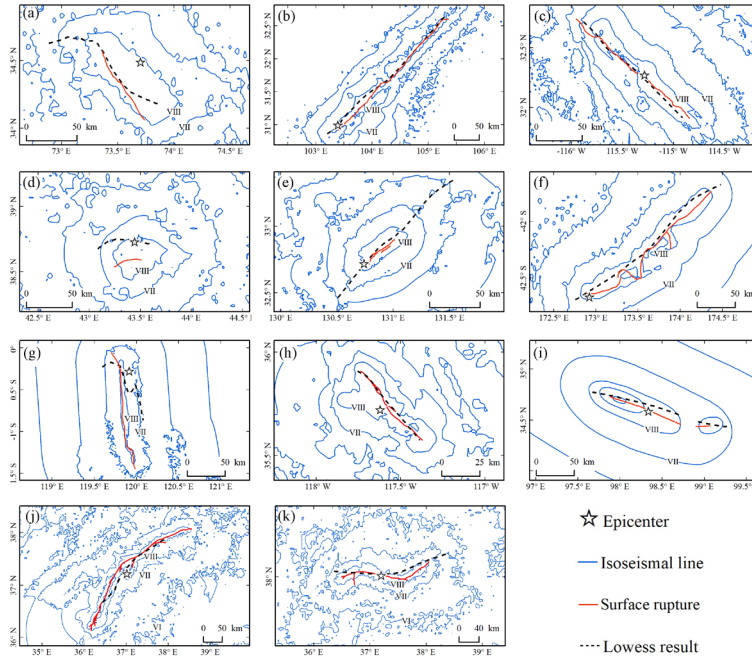 (a)
34.5° N
34° N
VIII
VII
0 50 km
73° E 73.5° E 74° E 74.5° E
(b)
32.5° N
32° N
31.5° N
31° N
VIII
VII
0 50 km
103° E 104° E 105° E 106° E
(c)
32.5° N
32° N
VIII
VII
0 50 km
-116° E -115.5° E -115° E -114.5° E
(d)
39° N
38.5° N
VIII
VII
0 50 km
42.5° E 43° E 43.5° E 44° E 44.5° E
(e)
33° N
32.5° N
VIII
VII
0 50 km
130° E 130.5° E 131° E 131.5° E
(f)
-42° N
-42.5° N
VIII
VII
0 50 km
172.5° E 173° E 173.5° E 174° E 174.5° E
(g)
0°
0.5° S
-1° S
1.5° S
VIII
VII
0 50 km
119° E 119.5° E 120° E 120.5° E 121° E
(h)
36° N
35.5° N
VIII
VII
0 25 km
118° W 117.5° W 117° W
(i)
35° N
34.5° N
VIII
VII
0 50 km
97° E 97.5° E 98° E 98.5° E 99° E 99.5° E
(j)
38° N
37° N
36° N
VIII
VII
VI
0 50 km
35° E 36° E 37° E 38° E 39° E
(k)
38° N
VIII
VII
VI
0 40 km
36° E 37° E 38° E 39° E 40° E
Epicenter
Isoseismal line
Surface rupture
Lowess result